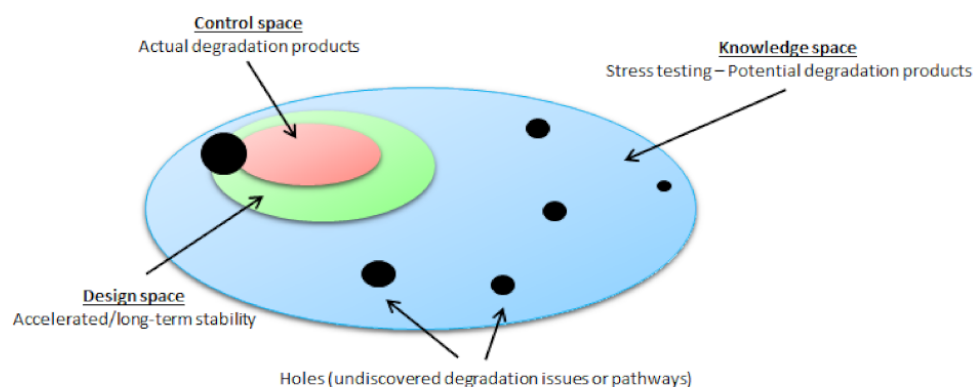 Control space
Actual degradation products
Knowledge space
Stress testing – Potential degradation products
Design space
Accelerated/long-term stability
Holes (undiscovered degradation issues or pathways)